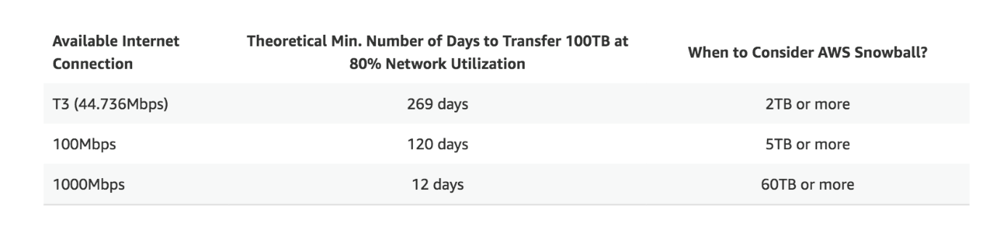 Available Internet Connection
Theoretical Min. Number of Days to Transfer 100TB at 80% Network Utilization
When to Consider AWS Snowball?
T3 (44.736Mbps) 269 days 2TB or more
100Mbps 120 days 5TB or more
1000Mbps 12 days 60TB or more